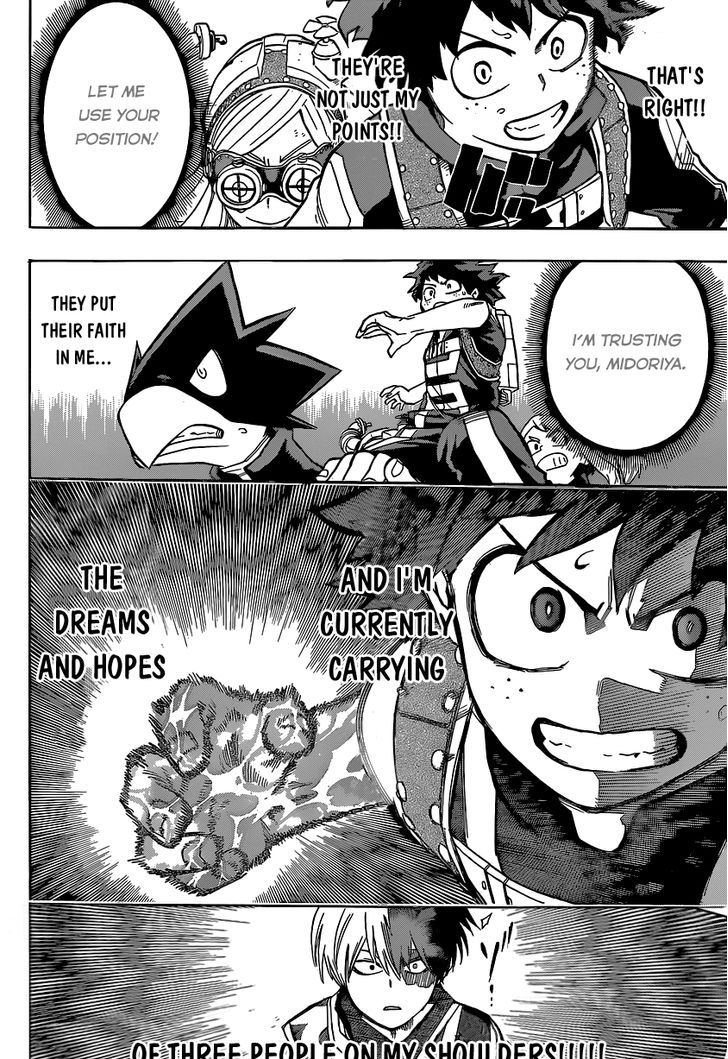 THAT'S
RIGHT!!
THEY'RE
NOT JUST MY
POINTS!!
LET ME
USE YOUR
POSITION!
I'M TRUSTING
YOU, MIDORIYA.
THEY PUT
THEIR FAITH
IN ME...
AND I'M
CURRENTLY
CARRYING
THE
DREAMS
AND HOPES
OF THREE PEOPLE ON MY SHOULDERS!!!!!